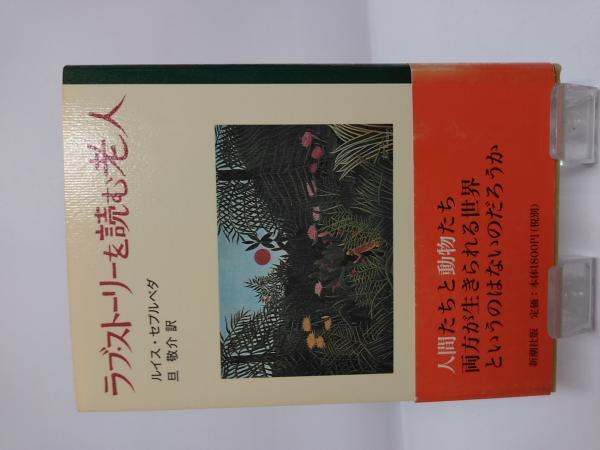 ラブ・ストーリーを読む老人
ルイス・セプルベダ
旦 敬介 訳
人間たちと動物たち
両方が生きられる世界
というのはないのだろうか
新潮社版 定価:本体1800円(税別)